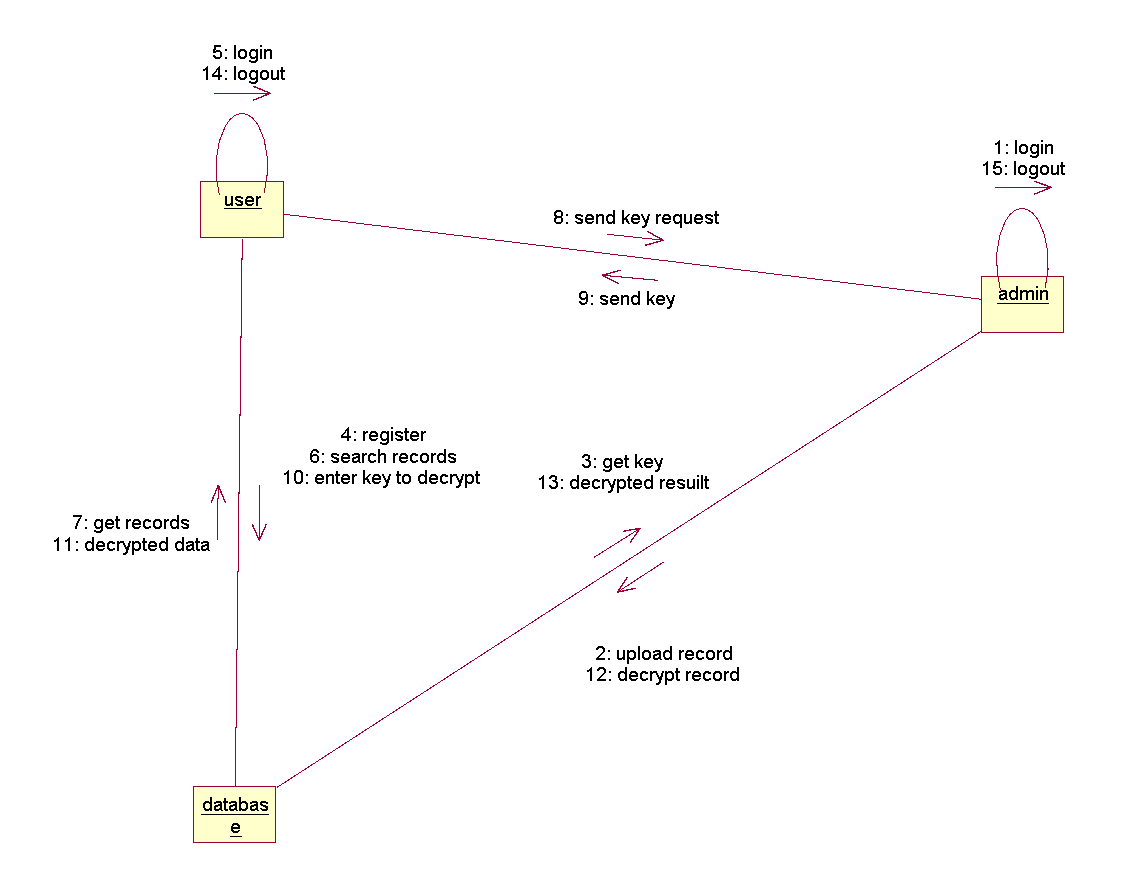 5: login
14: logout
user
1: login
15: logout
admin
8: send key request
9: send key
4: register
6: search records
10: enter key to decrypt
7: get records
11: decrypted data
3: get key
13: decrypted resuilt
2: upload record
12: decrypt record
databas
e